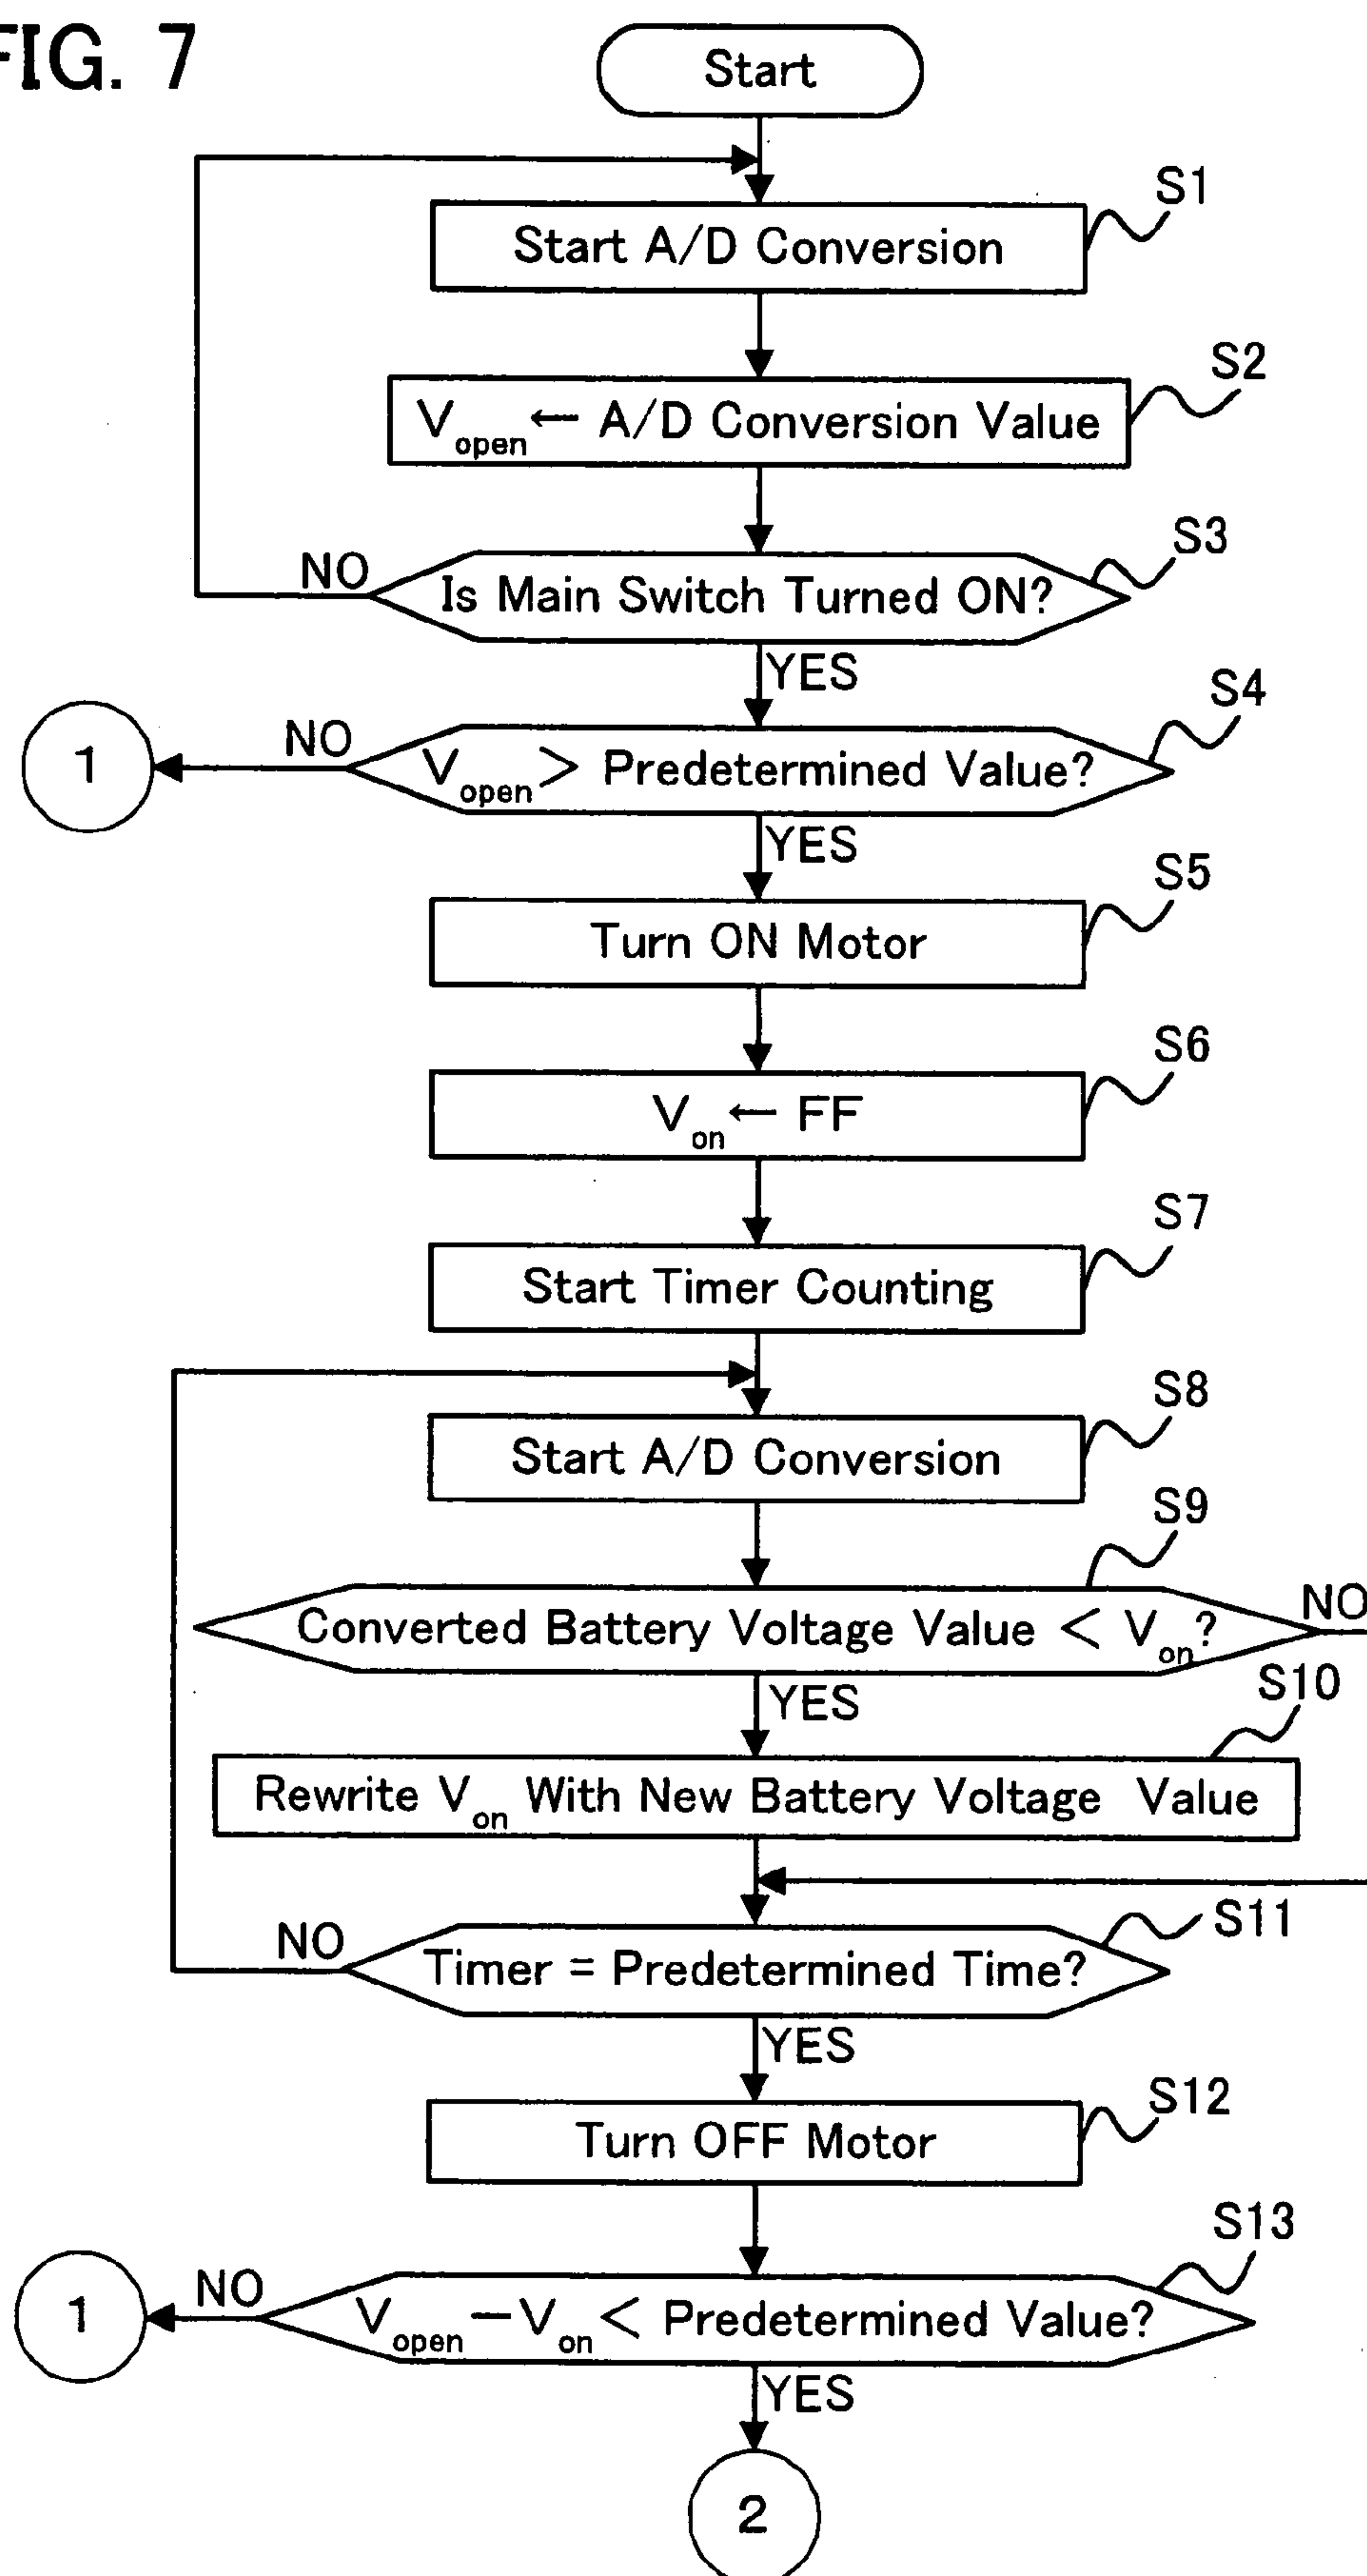 FIG. 7
Start
S1
Start A/D Conversion
S2
Vopen ← A/D Conversion Value
S3
NO
Is Main Switch Turned ON?
YES
S4
1
NO
Vopen > Predetermined Value?
YES
S5
Turn ON Motor
S6
Von ← FF
S7
Start Timer Counting
S8
Start A/D Conversion
S9
Converted Battery Voltage Value < Von?
NO
YES
S10
Rewrite Von With New Battery Voltage Value
S11
NO
Timer = Predetermined Time?
YES
S12
Turn OFF Motor
S13
1
NO
Vopen − Von < Predetermined Value?
YES
2